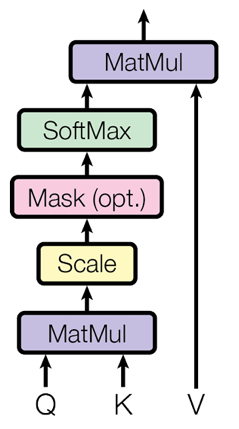 MatMul
SoftMax
Mask (opt.)
Scale
MatMul
Q K V